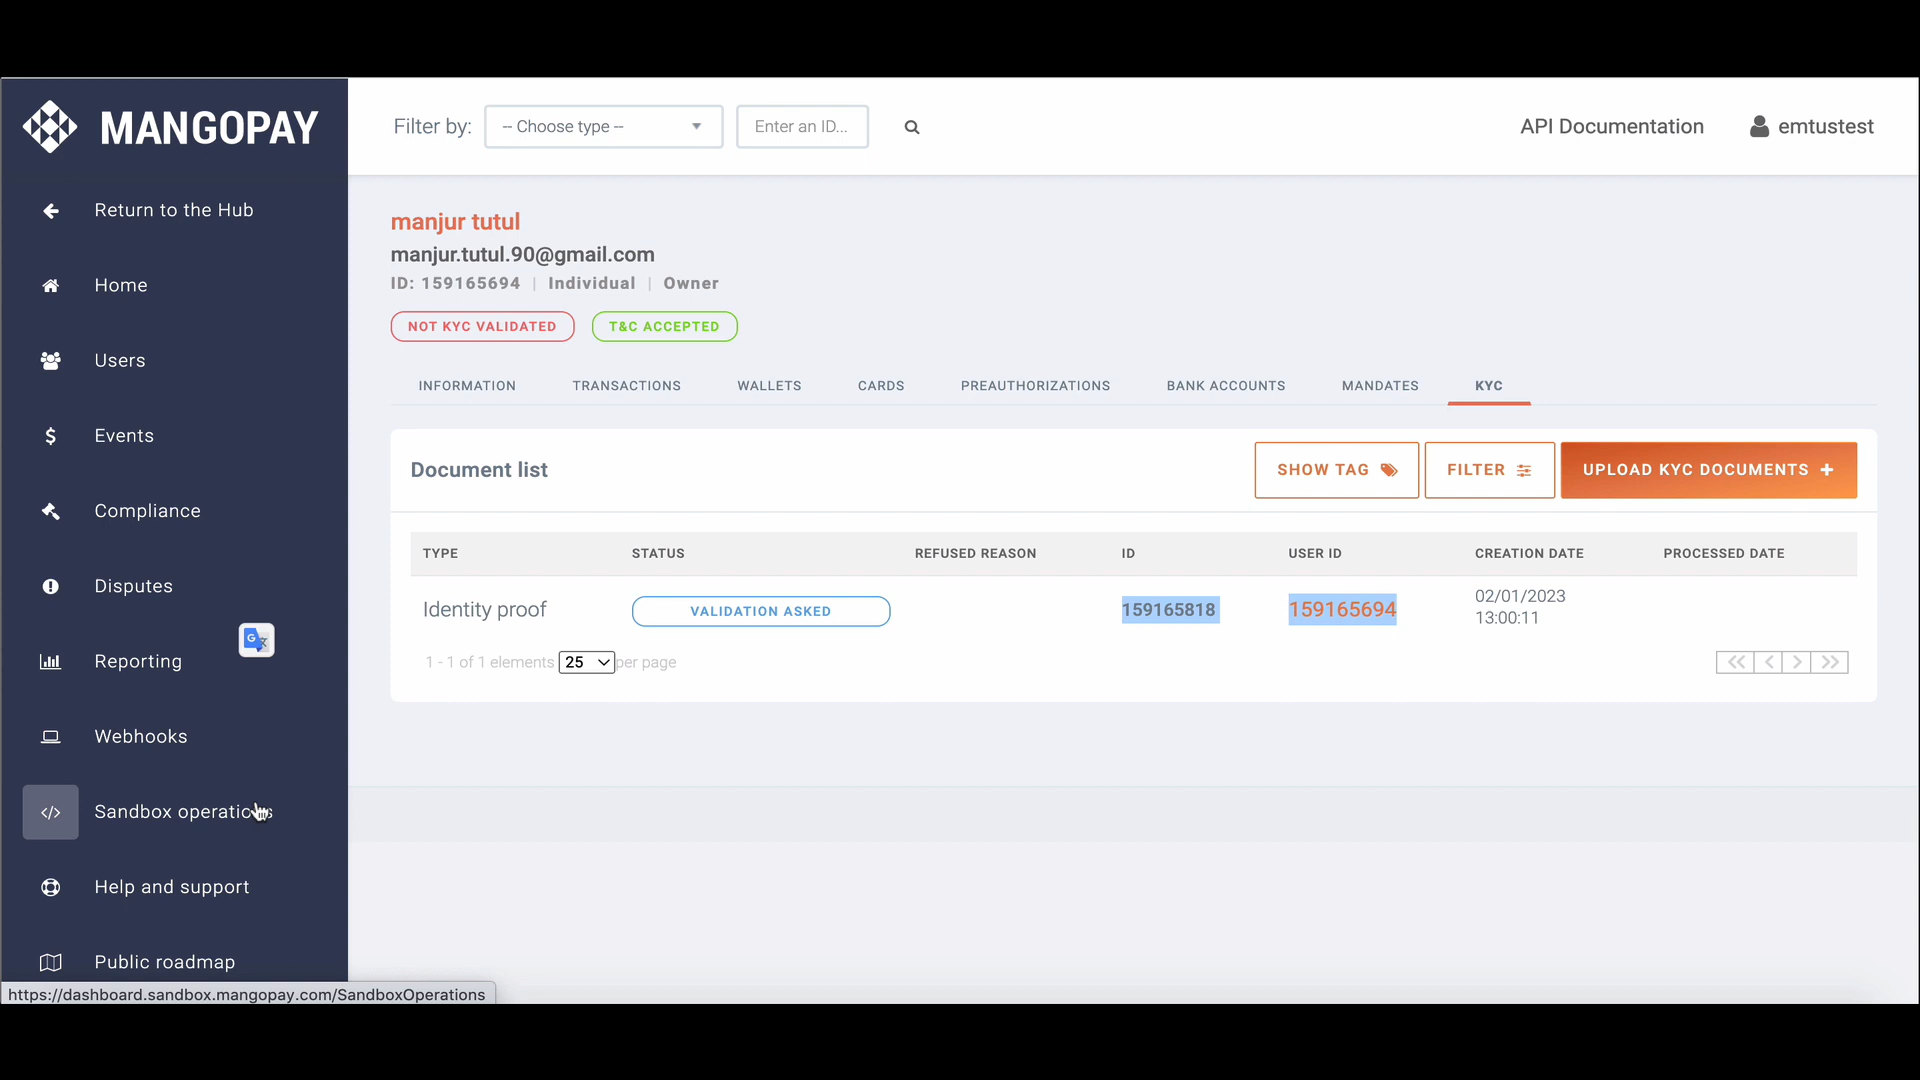 MANGOPAY
Filter by:
-- Choose type --
Enter an ID...
API Documentation
emtustest
Return to the Hub
Home
Users
Events
Compliance
Disputes
Reporting
Webhooks
Sandbox operations
Help and support
Public roadmap
manjur tutul
manjur.tutul.90@gmail.com
ID: 159165694 | Individual | Owner
NOT KYC VALIDATED
T&C ACCEPTED
INFORMATION TRANSACTIONS WALLETS CARDS PREAUTHORIZATIONS BANK ACCOUNTS MANDATES KYC
Document list
SHOW TAG
FILTER
UPLOAD KYC DOCUMENTS +
TYPE STATUS REFUSED REASON ID USER ID CREATION DATE PROCESSED DATE
Identity proof VALIDATION ASKED 159165818 159165694 02/01/2023
13:00:11
1 - 1 of 1 elements 25 per page
https://dashboard.sandbox.mangopay.com/SandboxOperations